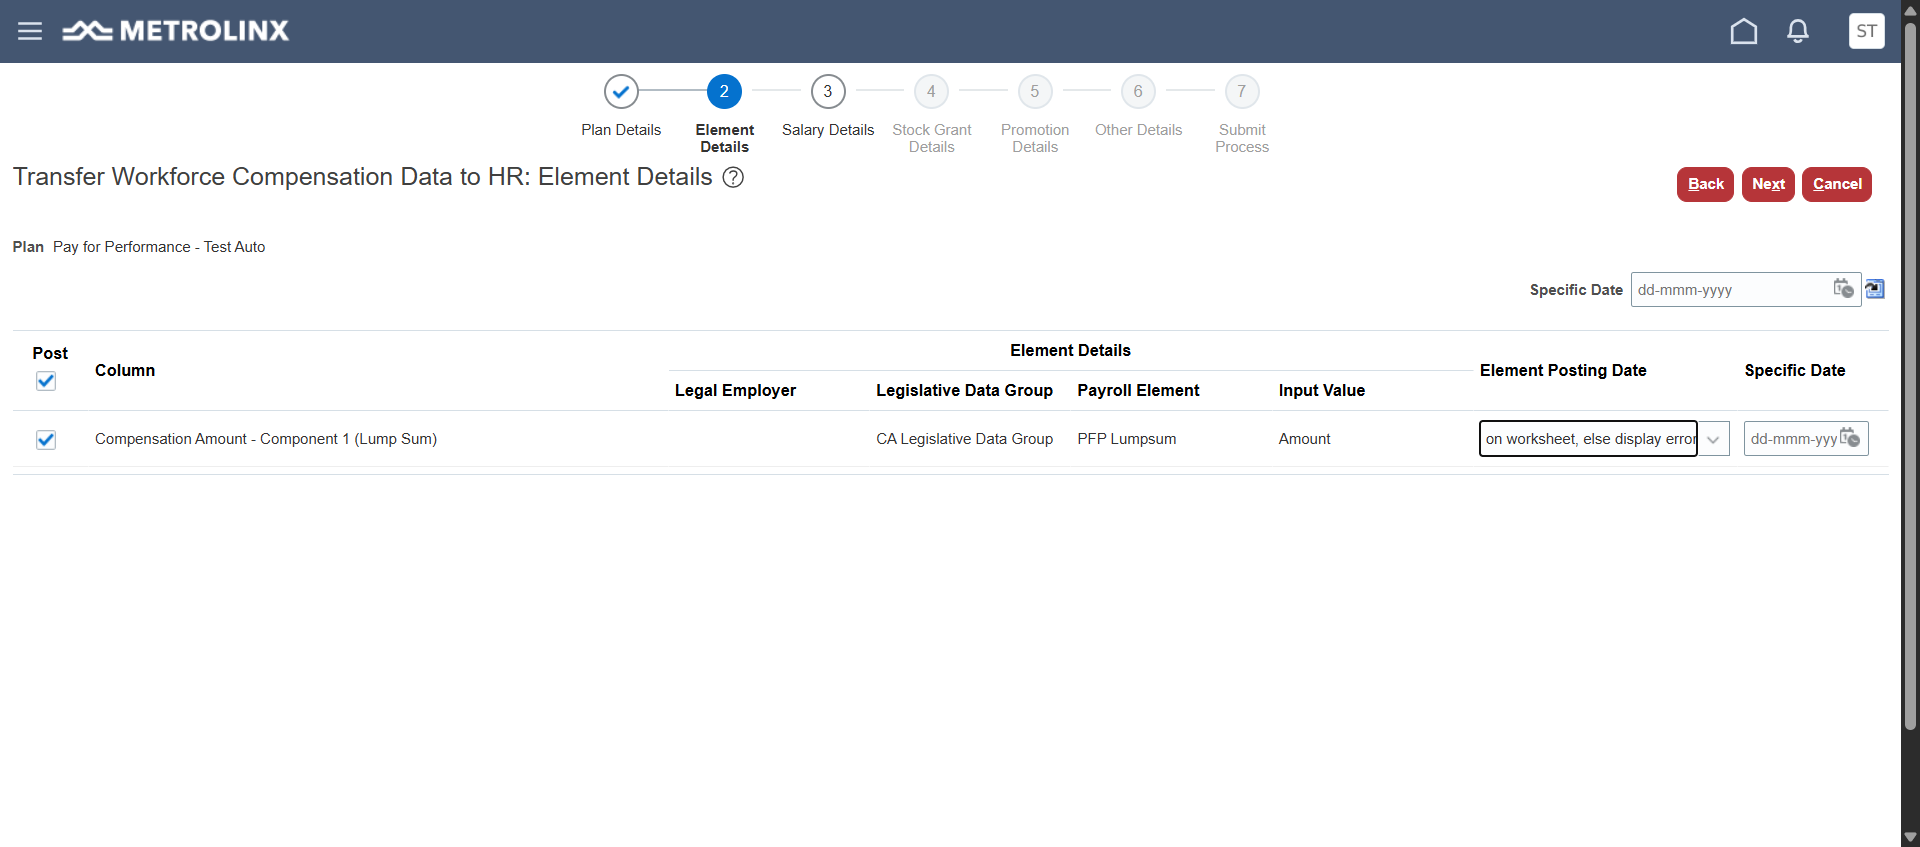 METROLINX
ST
2
3
4
5
6
7
Plan Details
Element
Details
Salary Details
Stock Grant
Details
Promotion
Details
Other Details
Submit
Process
Transfer Workforce Compensation Data to HR: Element Details ?
Back
Next
Cancel
Plan Pay for Performance - Test Auto
Specific Date dd-mmm-yyyy
Post
Column
Element Details
Legal Employer
Legislative Data Group
Payroll Element
Input Value
Element Posting Date
Specific Date
Compensation Amount - Component 1 (Lump Sum)
CA Legislative Data Group
PFP Lumpsum
Amount
on worksheet, else display error
dd-mmm-yyy